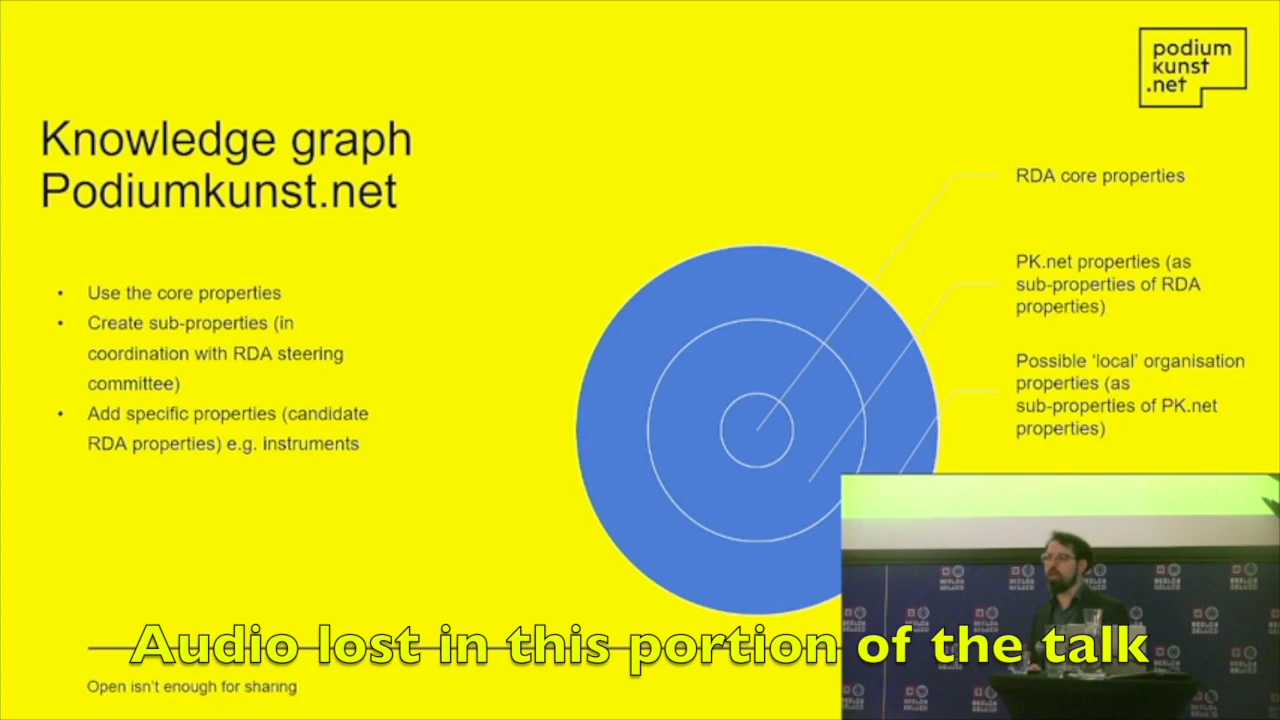 podium
kunst
.net
Knowledge graph
Podiumkunst.net
• Use the core properties
• Create sub-properties (in
coordination with RDA steering
committee)
• Add specific properties (candidate
RDA properties) e.g. instruments
RDA core properties
PK.net properties (as
sub-properties of RDA
properties)
Possible ‘local’ organisation
properties (as
sub-properties of PK.net
properties)
Audio lost in this portion of the talk
Open isn’t enough for sharing
BEELD&
GELUID